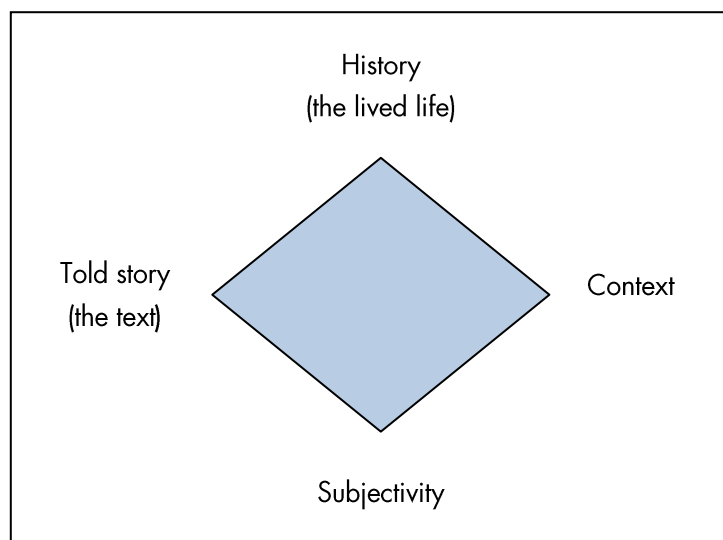 History
(the lived life)
Told story
(the text)
Context
Subjectivity